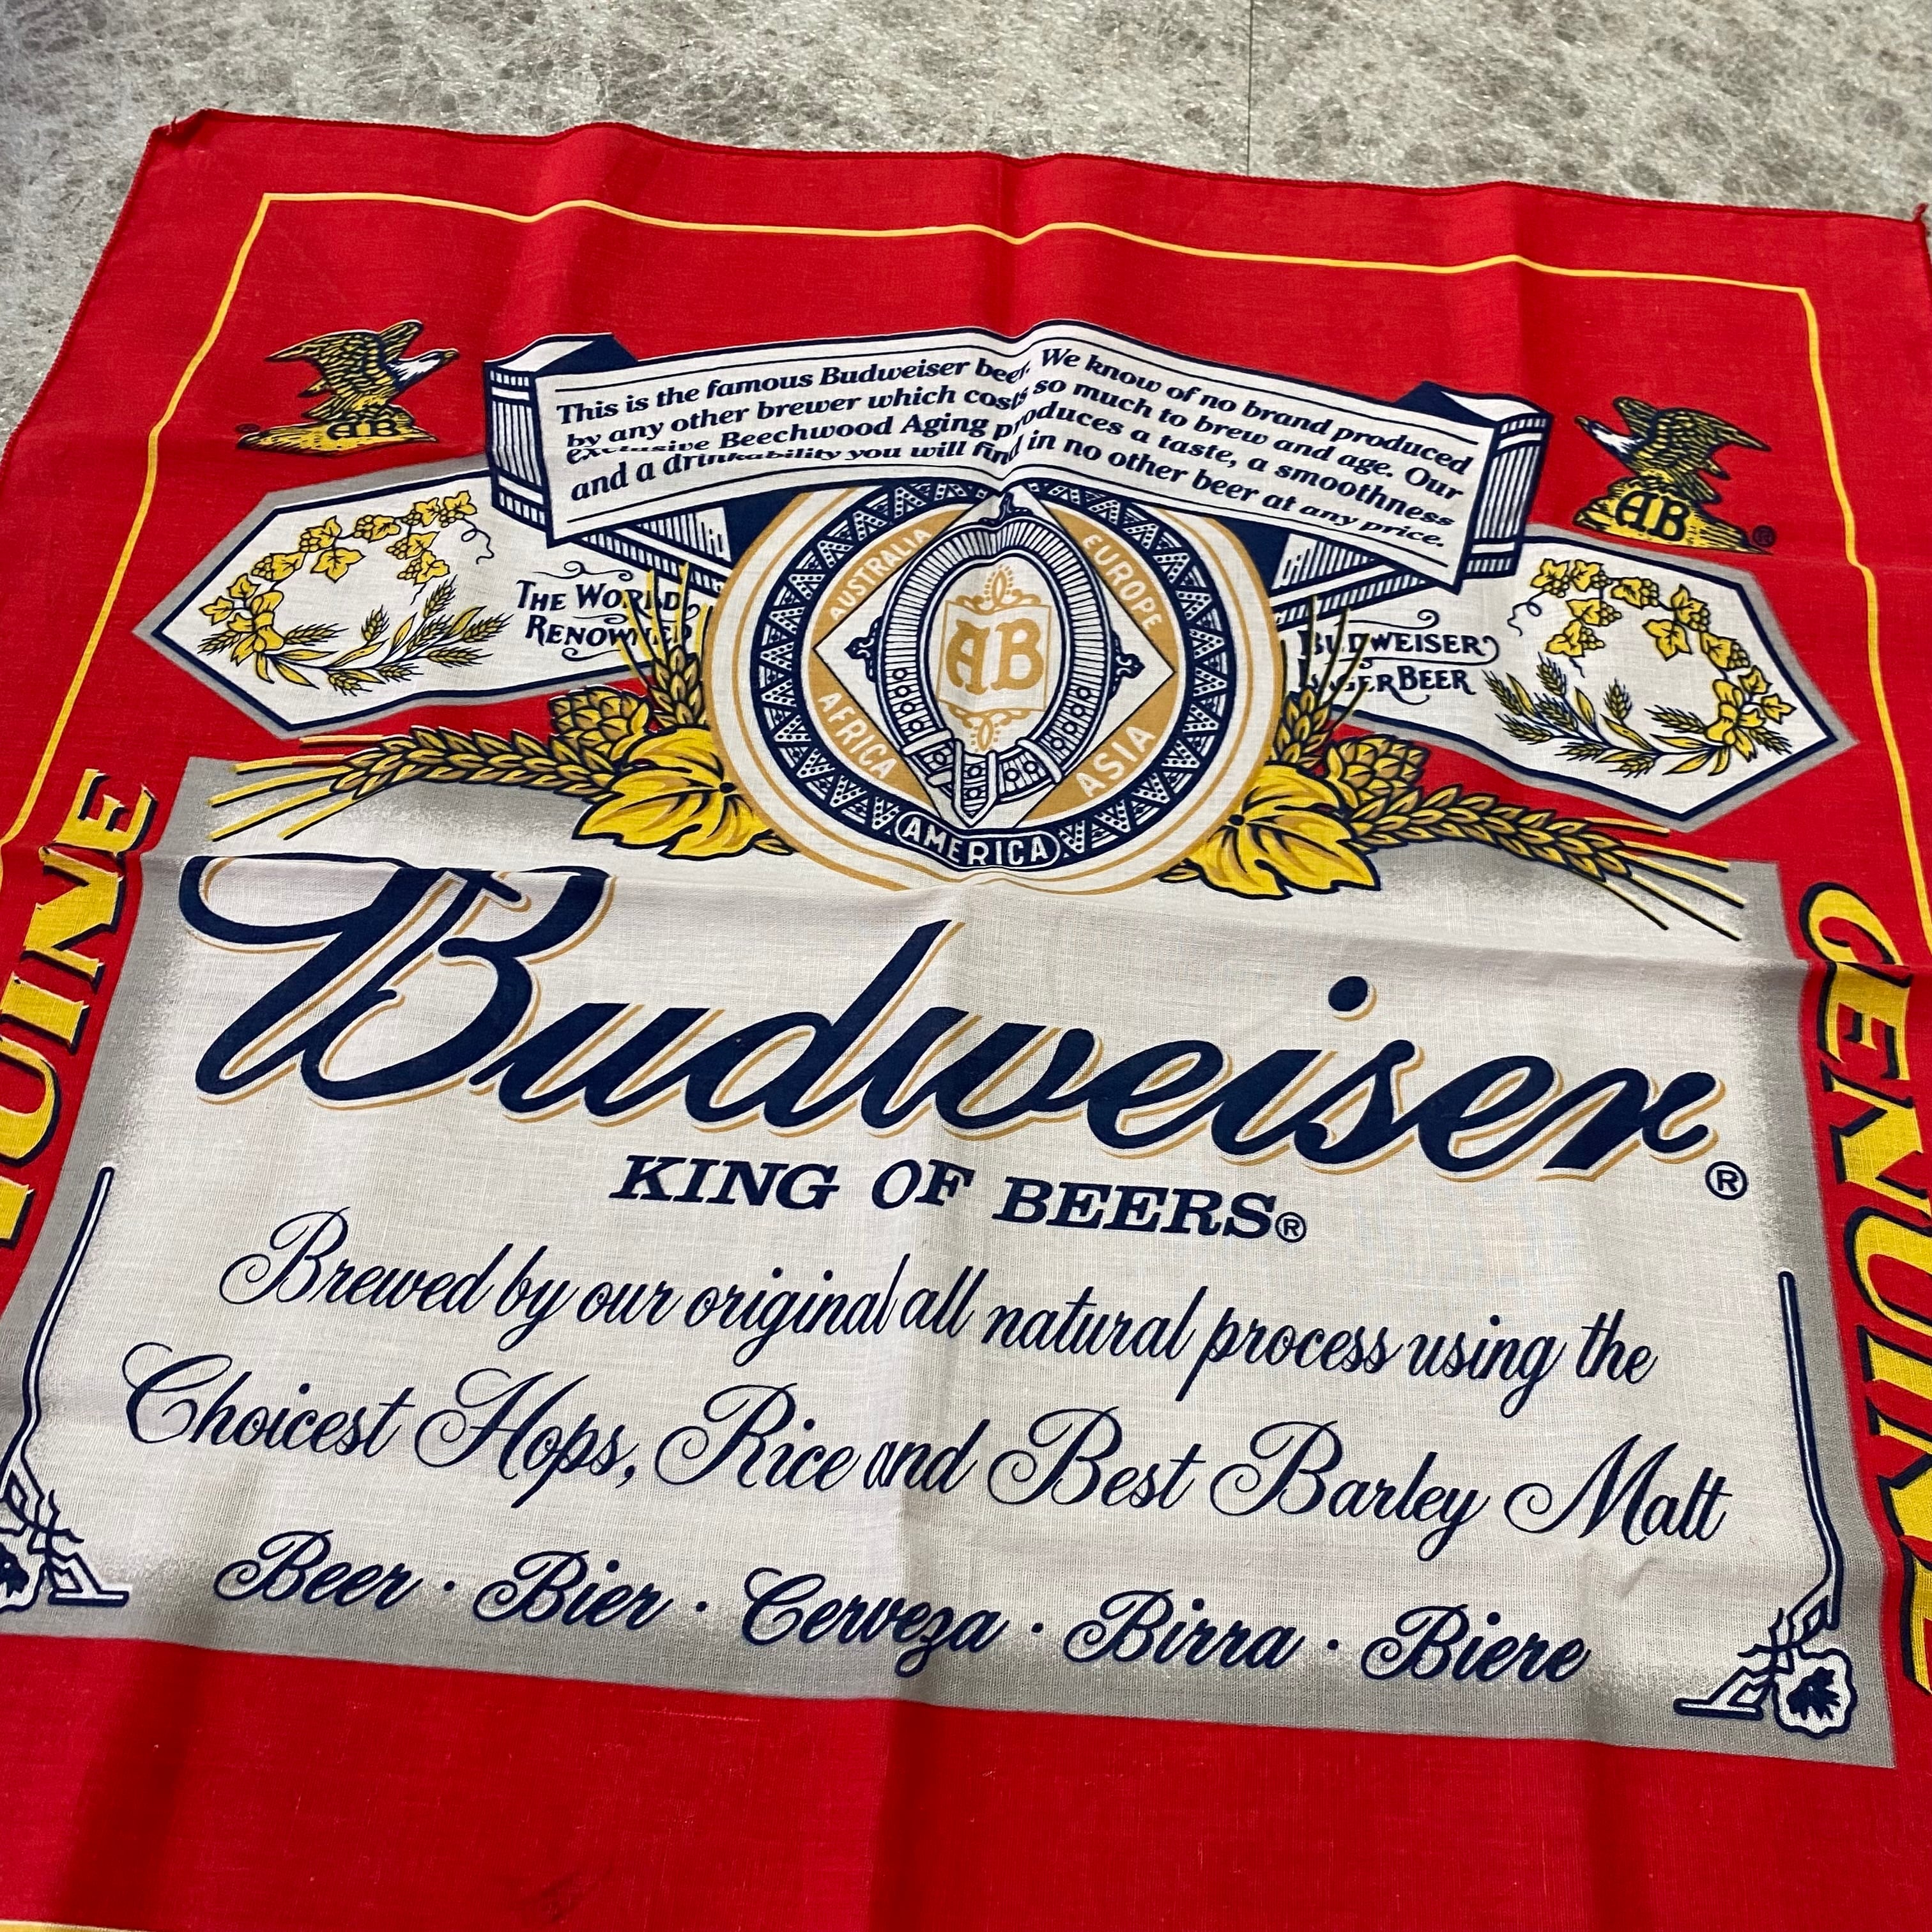 This is the famous Budweiser beer. We know of no brand produced
by any other brewer which costs so much to brew and age. Our
exclusive Beechwood Aging produces a taste, a smoothness
and a drinkability you will find in no other beer at any price.
AB
®
AB
®
THE WORLD
RENOWNED
BUDWEISER
LAGER BEER
AUSTRALIA
EUROPE
AB
AFRICA
ASIA
AMERICA
UINE
GENUINE
Budweiser®
KING OF BEERS®
Brewed by our original all natural process using the
Choicest Hops, Rice and Best Barley Malt
Beer · Bier · Cerveza · Birra · Biere